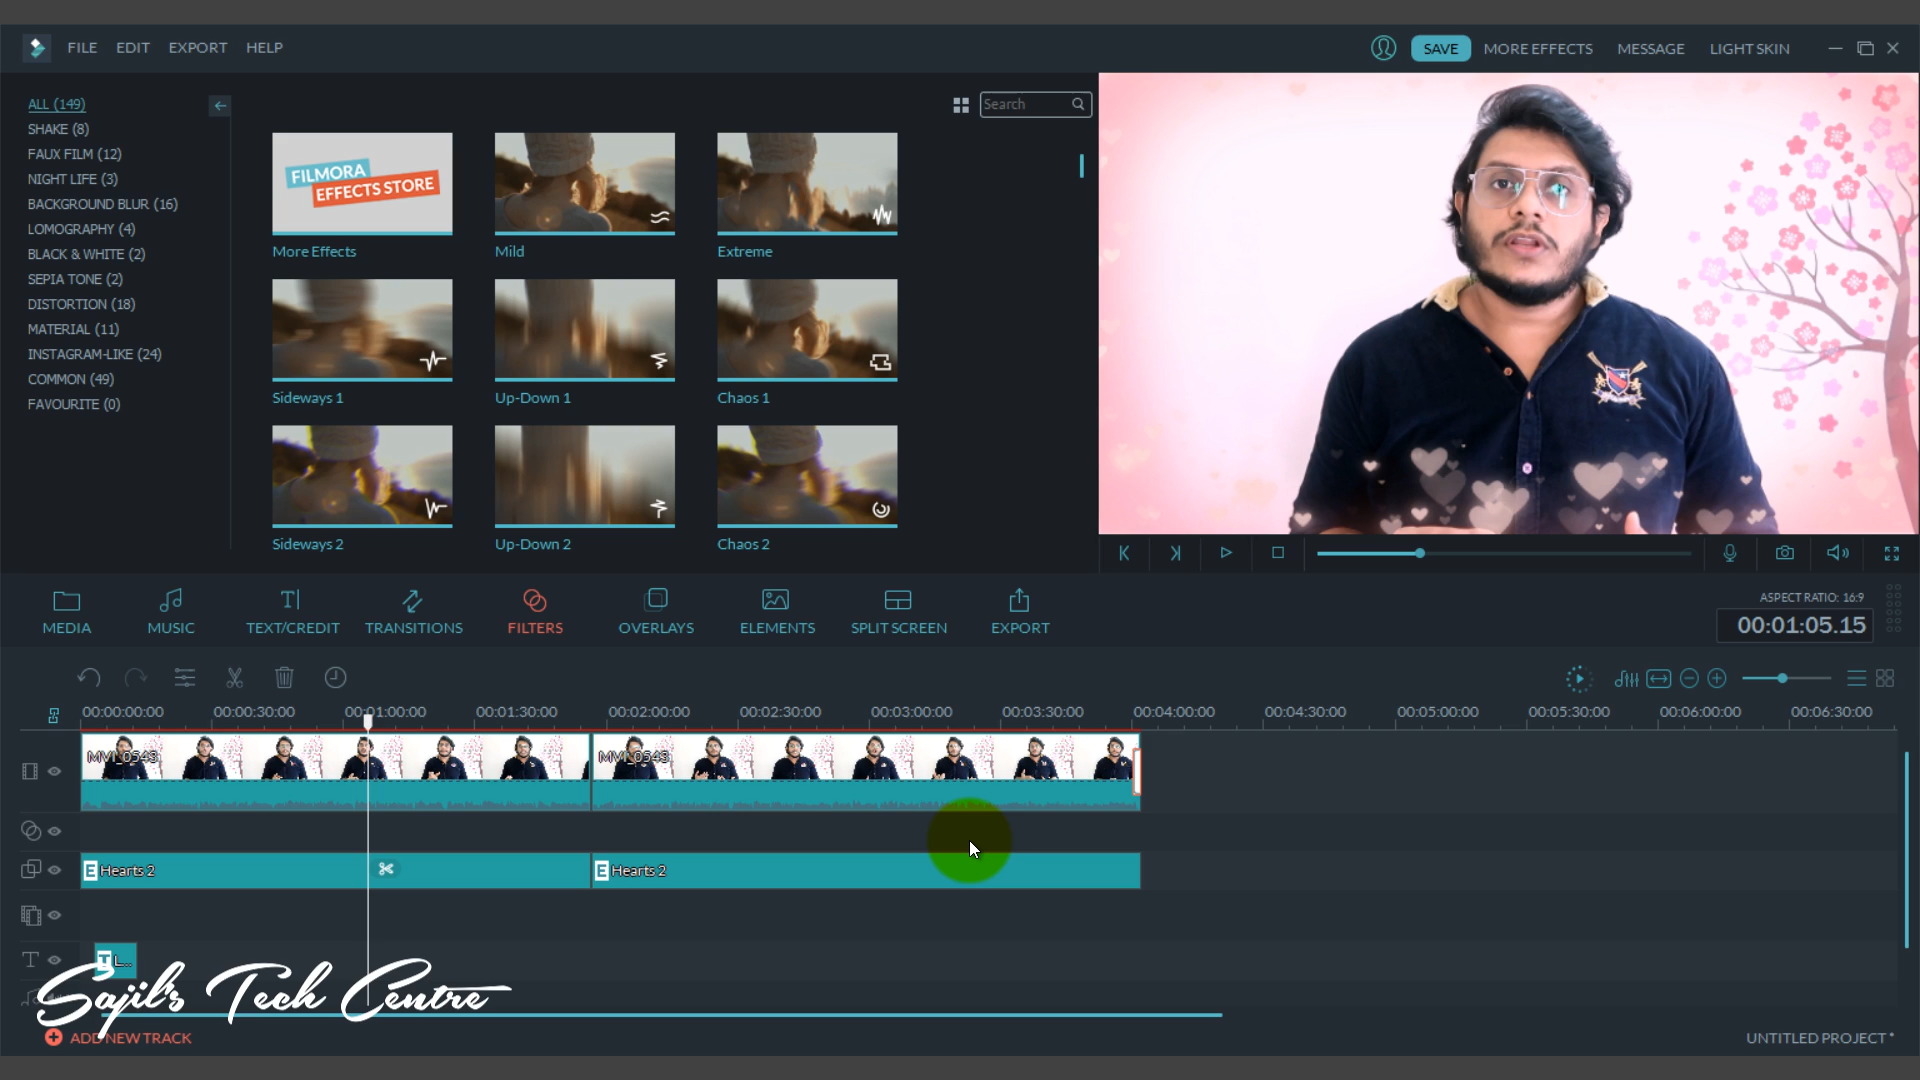 FILE EDIT EXPORT HELP
SAVE MORE EFFECTS MESSAGE LIGHT SKIN
ALL (149)
SHAKE (8)
FAUX FILM (12)
NIGHT LIFE (3)
BACKGROUND BLUR (16)
LOMOGRAPHY (4)
BLACK & WHITE (2)
SEPIA TONE (2)
DISTORTION (18)
MATERIAL (11)
INSTAGRAM-LIKE (24)
COMMON (49)
FAVOURITE (0)
Search
FILMORA
EFFECTS STORE
More Effects Mild Extreme
Sideways 1 Up-Down 1 Chaos 1
Sideways 2 Up-Down 2 Chaos 2
MEDIA MUSIC TEXT/CREDIT TRANSITIONS FILTERS OVERLAYS ELEMENTS SPLIT SCREEN EXPORT
ASPECT RATIO: 16:9
00:01:05.15
00:00:00:00 00:00:30:00 00:01:00:00 00:01:30:00 00:02:00:00 00:02:30:00 00:03:00:00 00:03:30:00 00:04:00:00 00:04:30:00 00:05:00:00 00:05:30:00 00:06:00:00 00:06:30:00
MVI_0543 MVI_0543
E Hearts 2 E Hearts 2
T L...
Sajil's Tech Centre
ADD NEW TRACK
UNTITLED PROJECT *